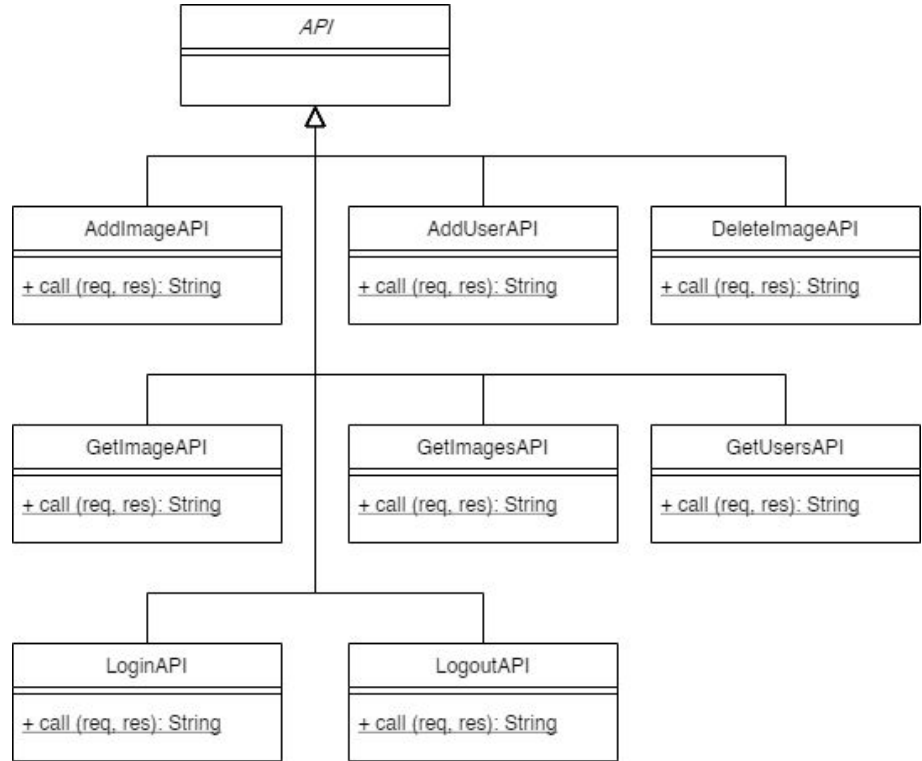 API
AddImageAPI
+ call (req, res): String
AddUserAPI
+ call (req, res): String
DeleteImageAPI
+ call (req, res): String
GetImageAPI
+ call (req, res): String
GetImagesAPI
+ call (req, res): String
GetUsersAPI
+ call (req, res): String
LoginAPI
+ call (req, res): String
LogoutAPI
+ call (req, res): String